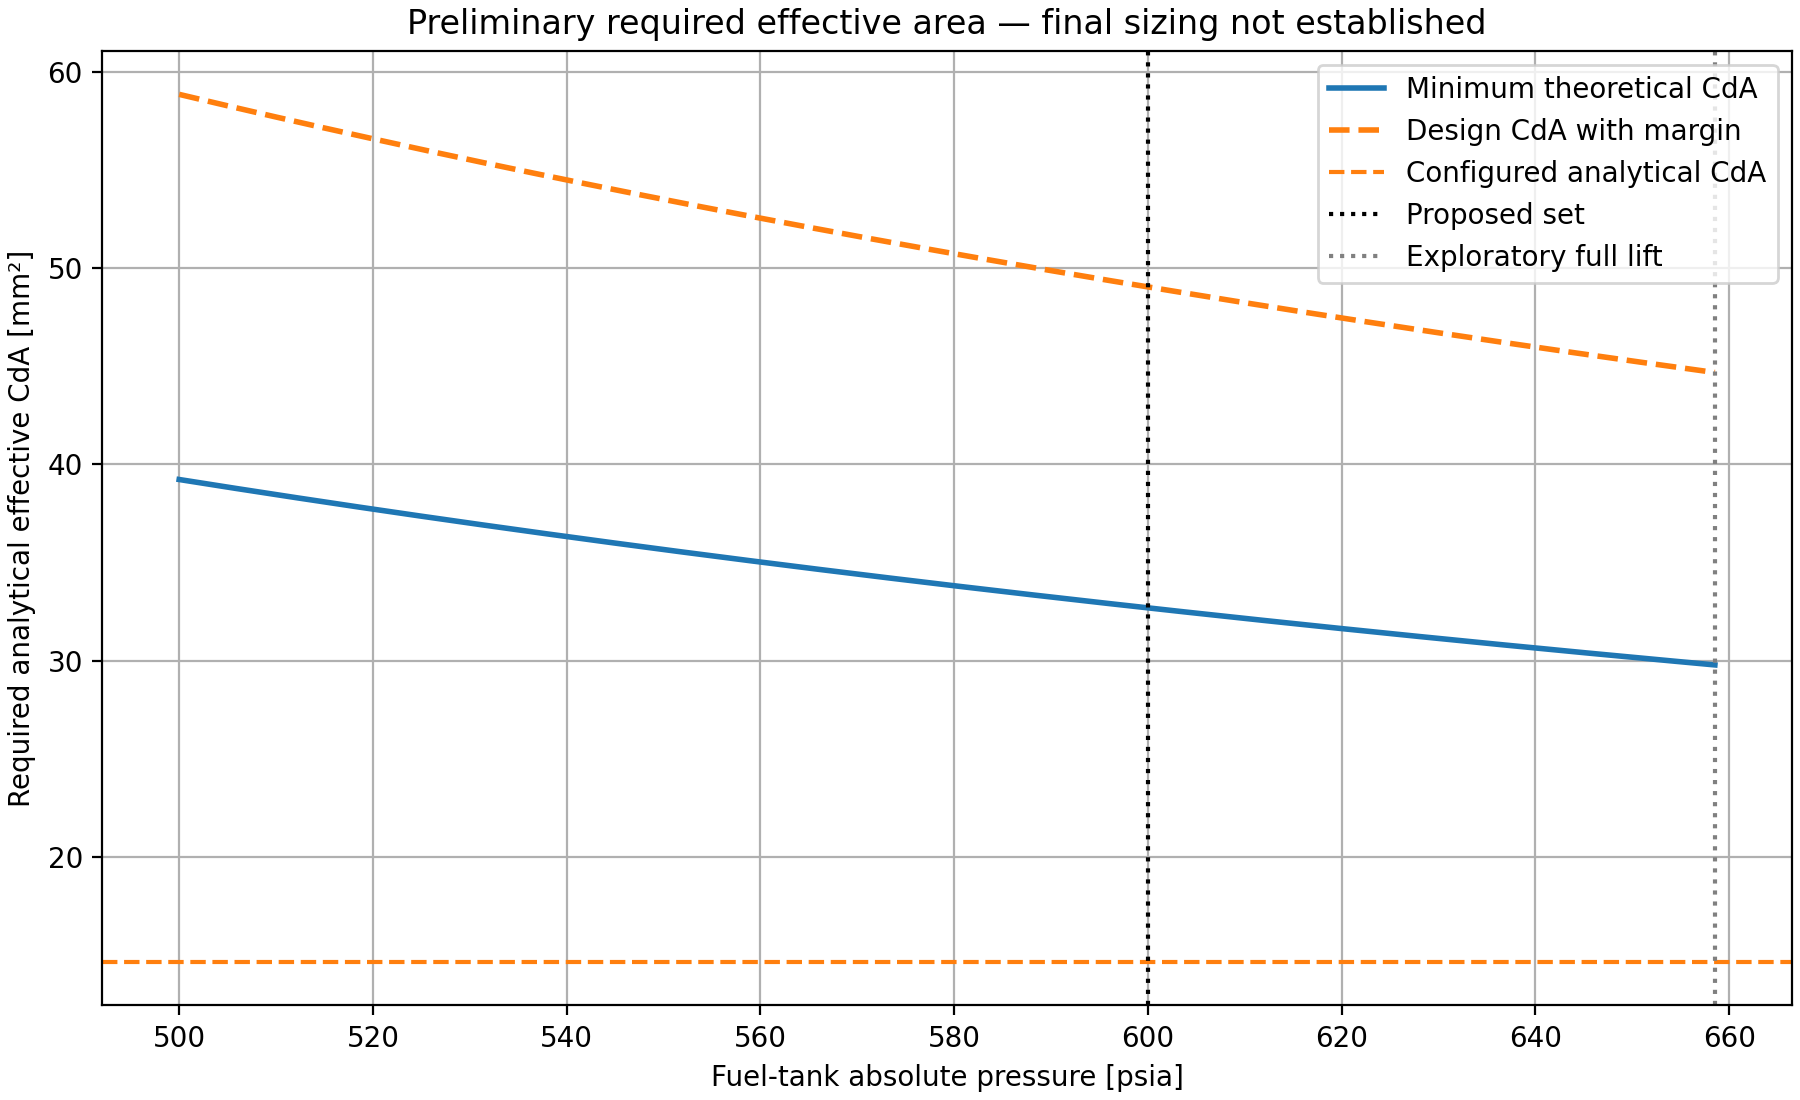 Preliminary required effective area — final sizing not established
Required analytical effective CdA [mm²]
60
50
40
30
20
Minimum theoretical CdA
Design CdA with margin
Configured analytical CdA
Proposed set
Exploratory full lift
500 520 540 560 580 600 620 640 660
Fuel-tank absolute pressure [psia]